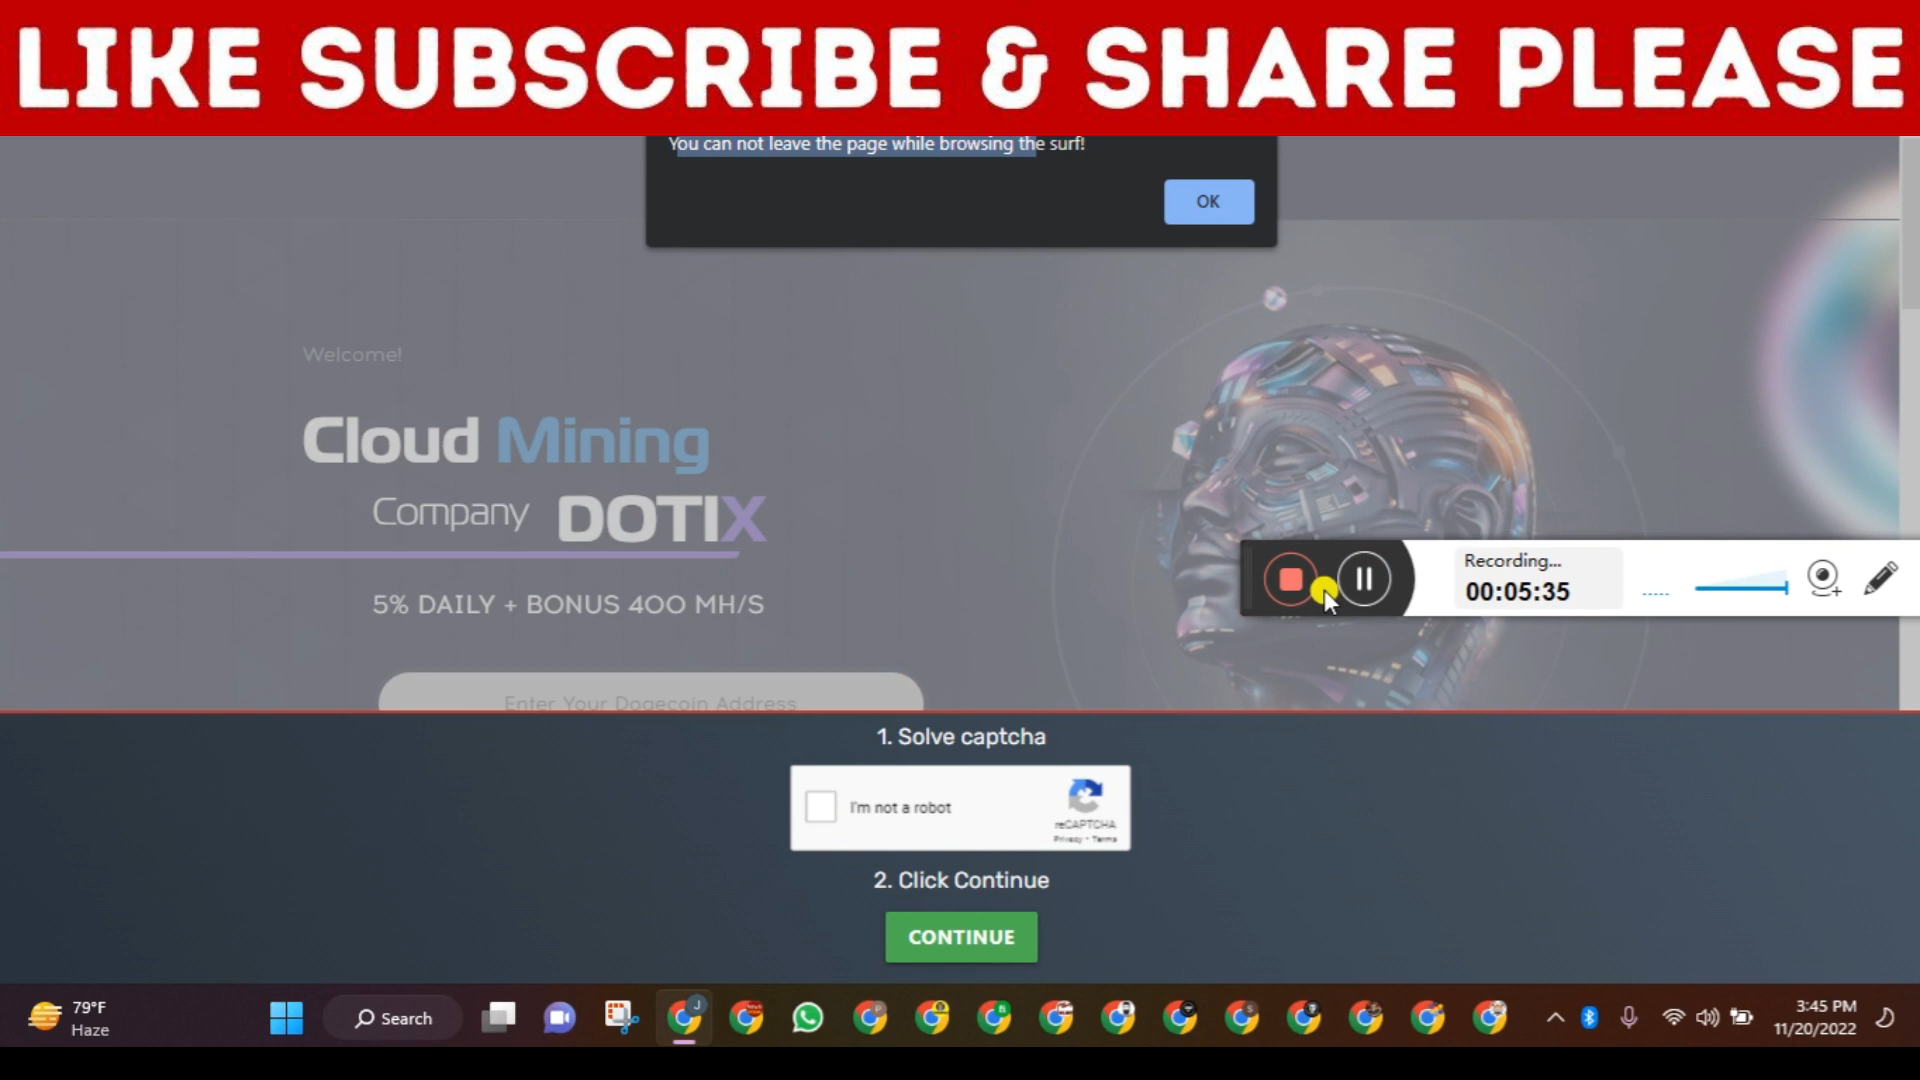 LIKE SUBSCRIBE & SHARE PLEASE
You can not leave the page while browsing the surf!
OK
Welcome!
Cloud Mining
Company DOTIX
5% DAILY + BONUS 400 MH/S
Enter Your Dogecoin Address
Recording...
00:05:35
1. Solve captcha
I'm not a robot
reCAPTCHA
Privacy - Terms
2. Click Continue
CONTINUE
79°F
Haze
Search
3:45 PM
11/20/2022